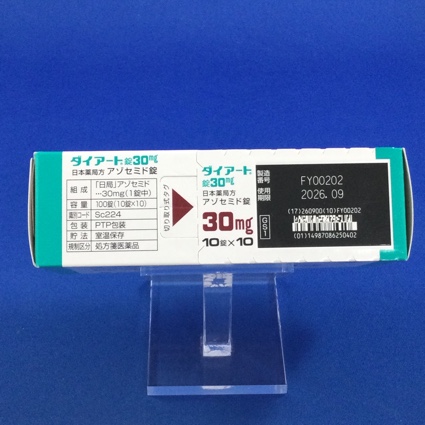 ダイアート錠30mg
日本薬局方 アゾセミド錠
組成 「日局」アゾセミド
…30mg(1錠中)
容量 100錠(10錠×10)
識別コード Sc224
包装 PTP包装
貯法 室温保存
規制区分 処方箋医薬品
切り取り式タグ
ダイアート
錠30mg
日本薬局方
アゾセミド錠
30mg
10錠×10
GS1
製造番号 FY00202
使用期限 2026.09
(17)260900(10)FY00202
(01)14987086250402